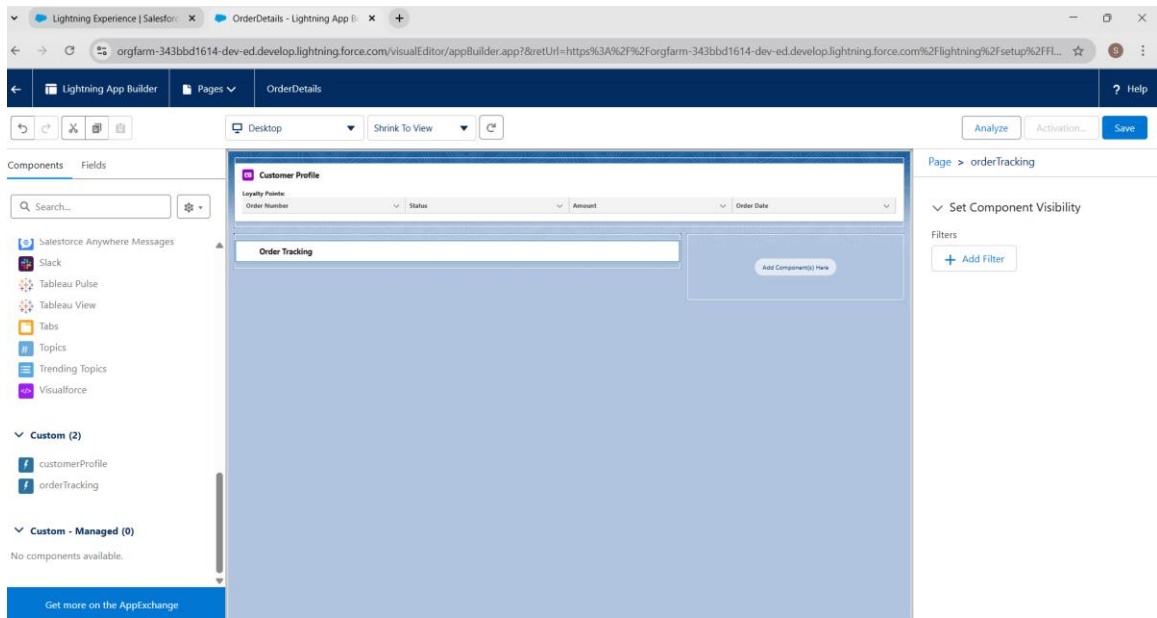 Lightning Experience | Salesforc
OrderDetails - Lightning App B
orgfarm-343bbd1614-dev-ed.develop.lightning.force.com/visualEditor/appBuilder.app?&retUrl=https%3A%2F%2Forgfarm-343bbd1614-dev-ed.develop.lightning.force.com%2Flightning%2Fsetup%2FFl...
S
Lightning App Builder
Pages
OrderDetails
? Help
Desktop
Shrink To View
Analyze
Activation...
Save
Components
Fields
Search...
Salesforce Anywhere Messages
Slack
Tableau Pulse
Tableau View
Tabs
Topics
Trending Topics
Visualforce
Custom (2)
customerProfile
orderTracking
Custom - Managed (0)
No components available.
Get more on the AppExchange
Customer Profile
Loyalty Points:
Order Number Status Amount Order Date
Order Tracking
Add Component(s) Here
Page > orderTracking
Set Component Visibility
Filters
+ Add Filter